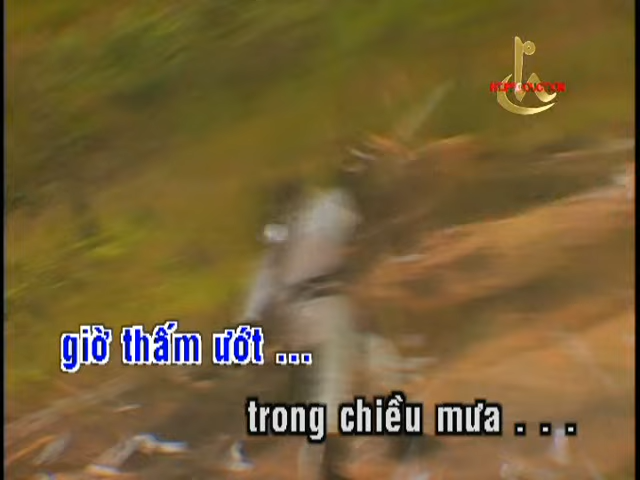 giờ thấm ướt ...
trong chiều mưa . . .